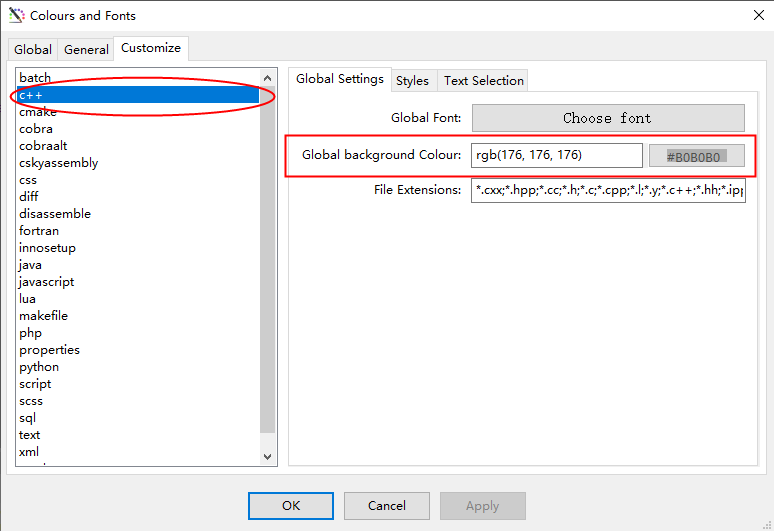 Colours and Fonts
Global General Customize
batch
c++
cmake
cobra
cobraalt
cskyassembly
css
diff
disassemble
fortran
innosetup
java
javascript
lua
makefile
php
properties
python
script
scss
sql
text
xml
Global Settings Styles Text Selection
Global Font: Choose font
Global background Colour: rgb(176, 176, 176) #B0B0B0
File Extensions: *.cxx;*.hpp;*.cc;*.h;*.c;*.cpp;*.l;*.y;*.c++;*.hh;*.ipp
OK Cancel Apply